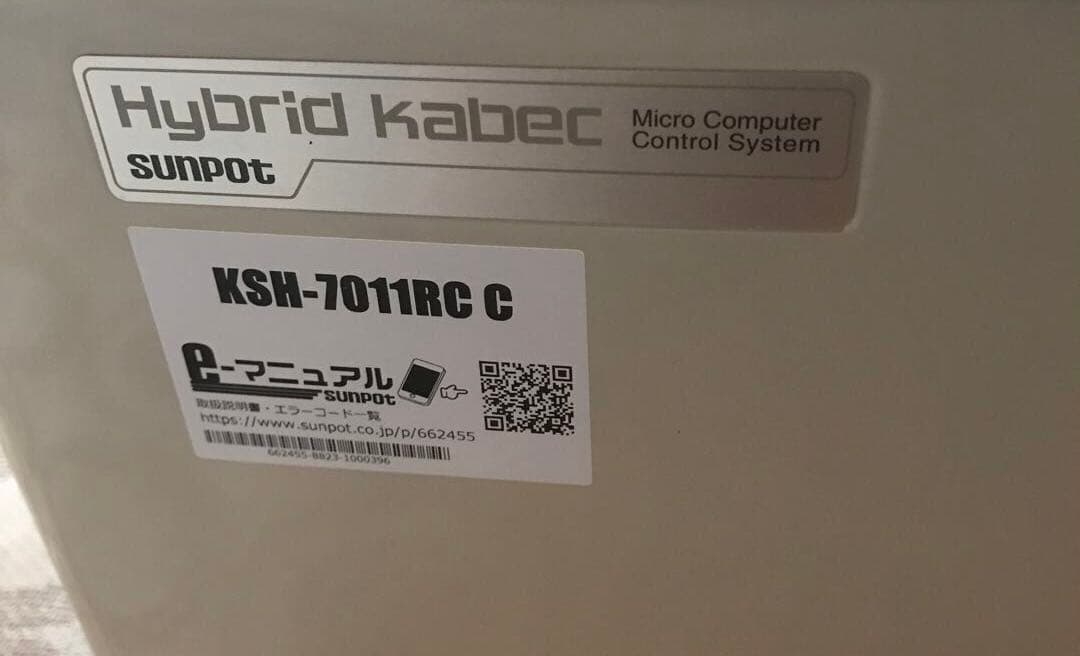 Hybrid kabec
Micro Computer
Control System
sunpot
KSH-7011RC C
e-マニュアル
sunpot
取扱説明書・エラーコード一覧
https://www.sunpot.co.jp/p/662455
662455-8823-1000396